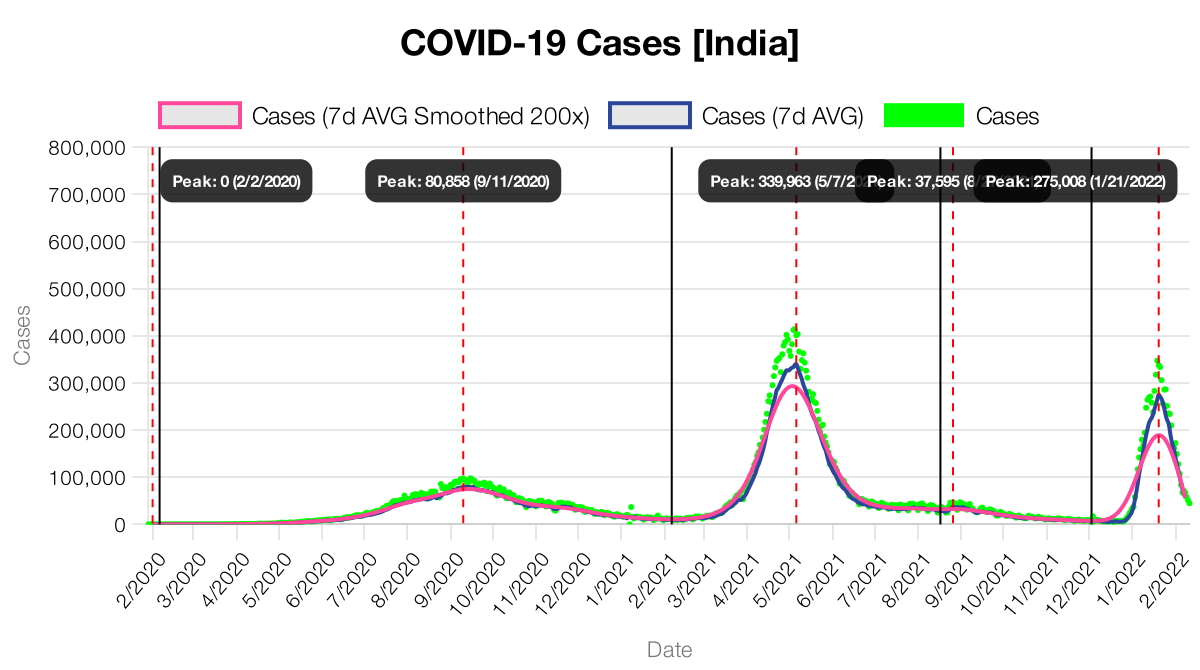 COVID-19 Cases [India]
Cases (7d AVG Smoothed 200x) Cases (7d AVG) Cases
800,000
Peak: 0 (2/2/2020) Peak: 80,858 (9/11/2020) Peak: 339,963 (5/7/20 Peak: 37,595 (8/ Peak: 275,008 (1/21/2022)
700,000
600,000
500,000
400,000
300,000
200,000
100,000
0
Cases
2/2020 3/2020 4/2020 5/2020 6/2020 7/2020 8/2020 9/2020 10/2020 11/2020 12/2020 1/2021 2/2021 3/2021 4/2021 5/2021 6/2021 7/2021 8/2021 9/2021 10/2021 11/2021 12/2021 1/2022 2/2022
Date